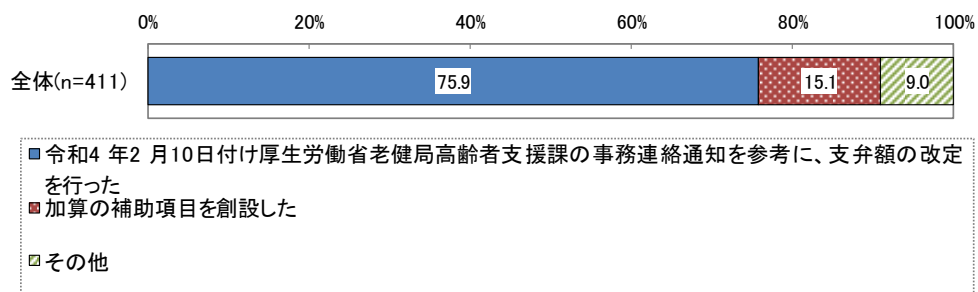 0% 20% 40% 60% 80% 100%
全体(n=411) 75.9 15.1 9.0
令和4 年2 月10日付け厚生労働省老健局高齢者支援課の事務連絡通知を参考に、支弁額の改定
を行った
加算の補助項目を創設した
その他